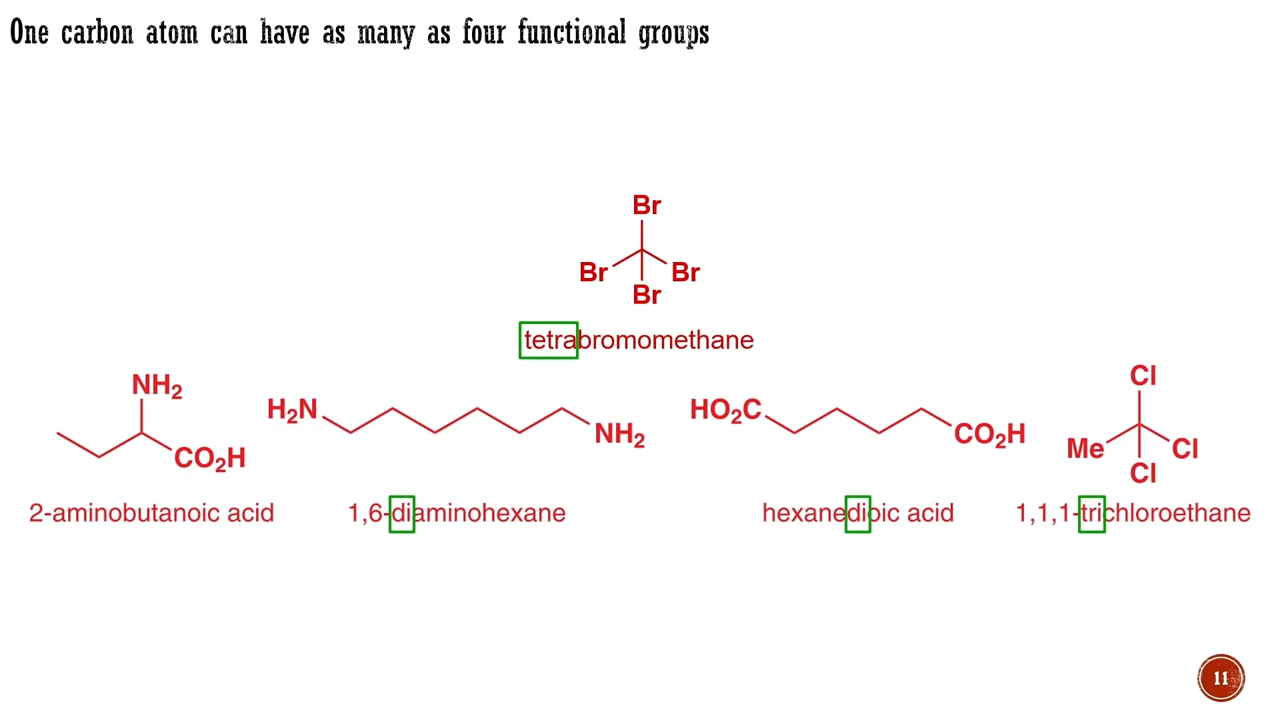 One carbon atom can have as many as four functional groups
Br
Br Br
Br
tetrabromomethane
NH₂
CO₂H
2-aminobutanoic acid
H₂N
NH₂
1,6-diaminohexane
HO₂C
CO₂H
hexanedioic acid
Cl
Me Cl
Cl
1,1,1-trichloroethane
11